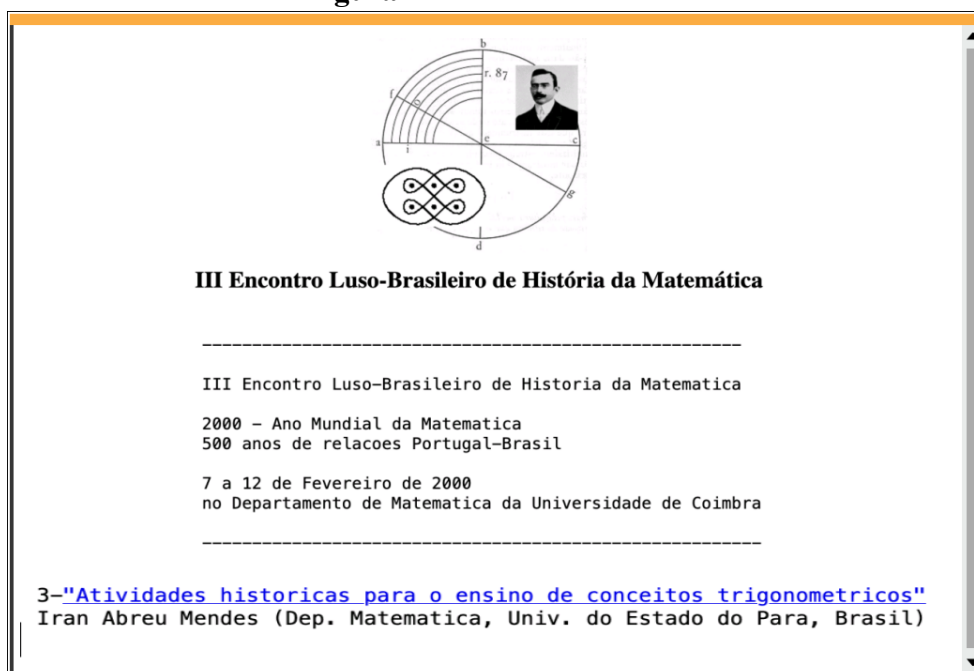 b
r. 87
f
o
a
i
e
c
g
d
III Encontro Luso-Brasileiro de História da Matemática
III Encontro Luso-Brasileiro de Historia da Matematica
2000 - Ano Mundial da Matematica
500 anos de relacoes Portugal-Brasil
7 a 12 de Fevereiro de 2000
no Departamento de Matematica da Universidade de Coimbra
3-"Atividades historicas para o ensino de conceitos trigonometricos"
Iran Abreu Mendes (Dep. Matematica, Univ. do Estado do Para, Brasil)